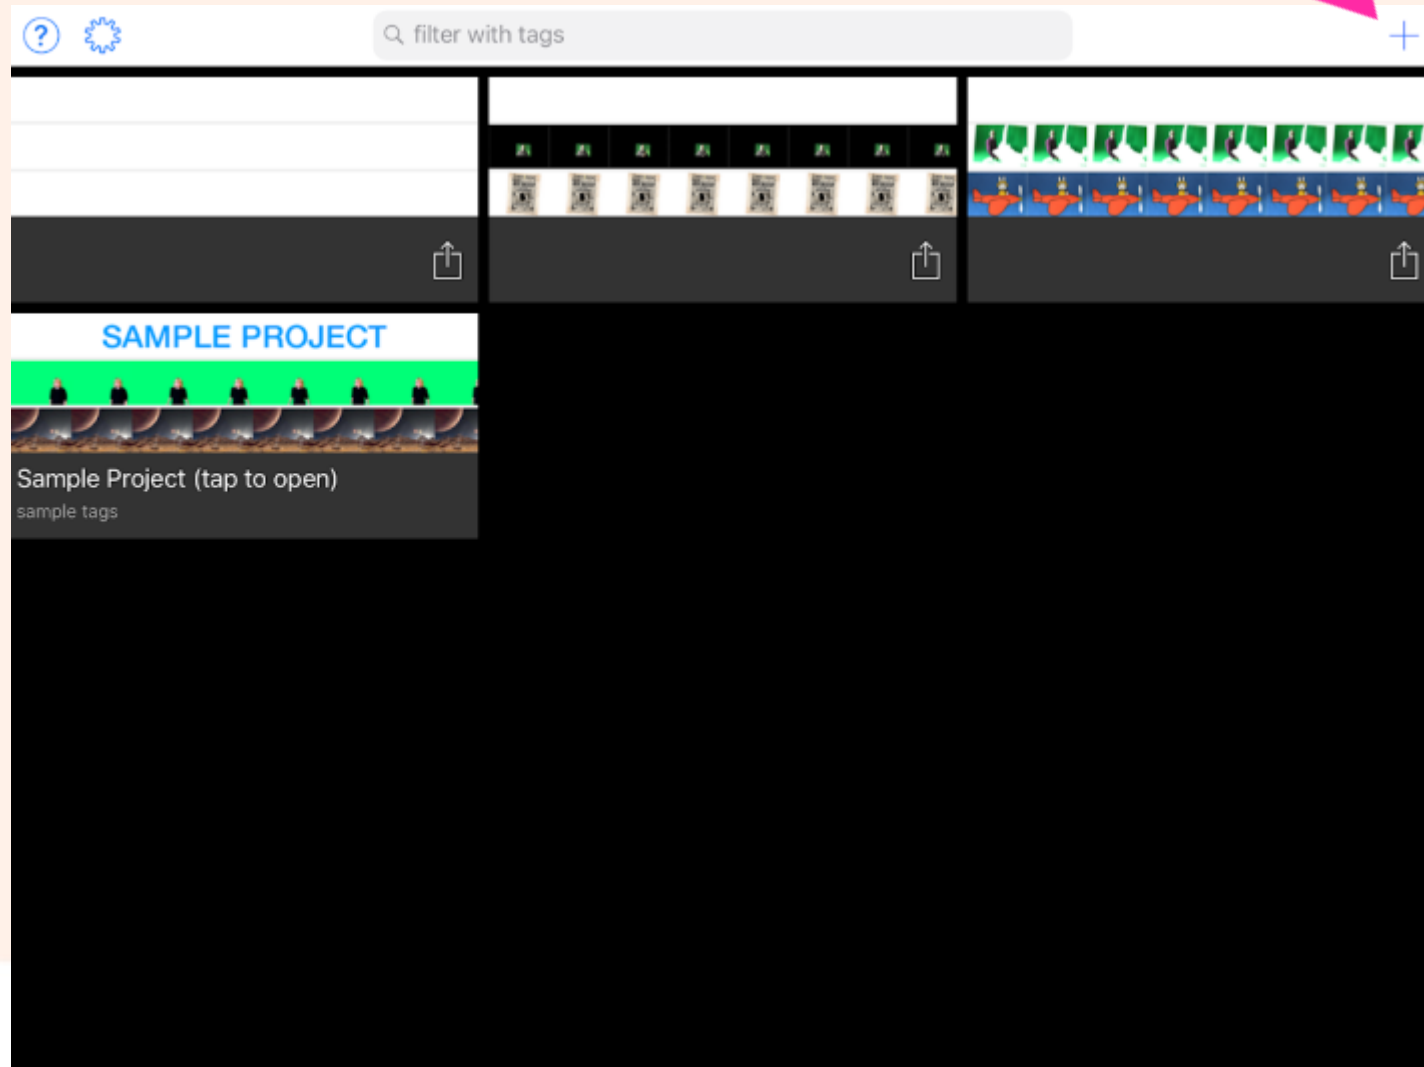 ?
filter with tags
SAMPLE PROJECT
Sample Project (tap to open)
sample tags